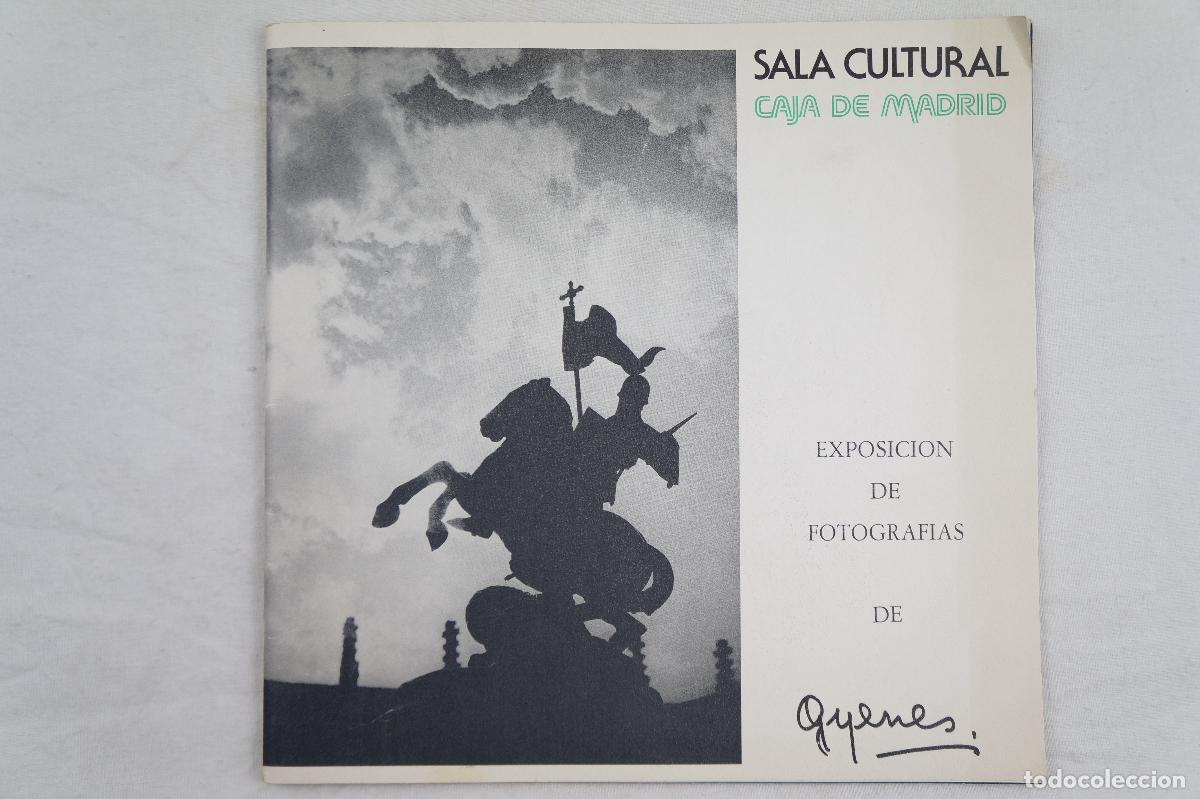 SALA CULTURAL
CAJA DE MADRID
EXPOSICION
DE
FOTOGRAFIAS
DE
Gyenes.
todocoleccion